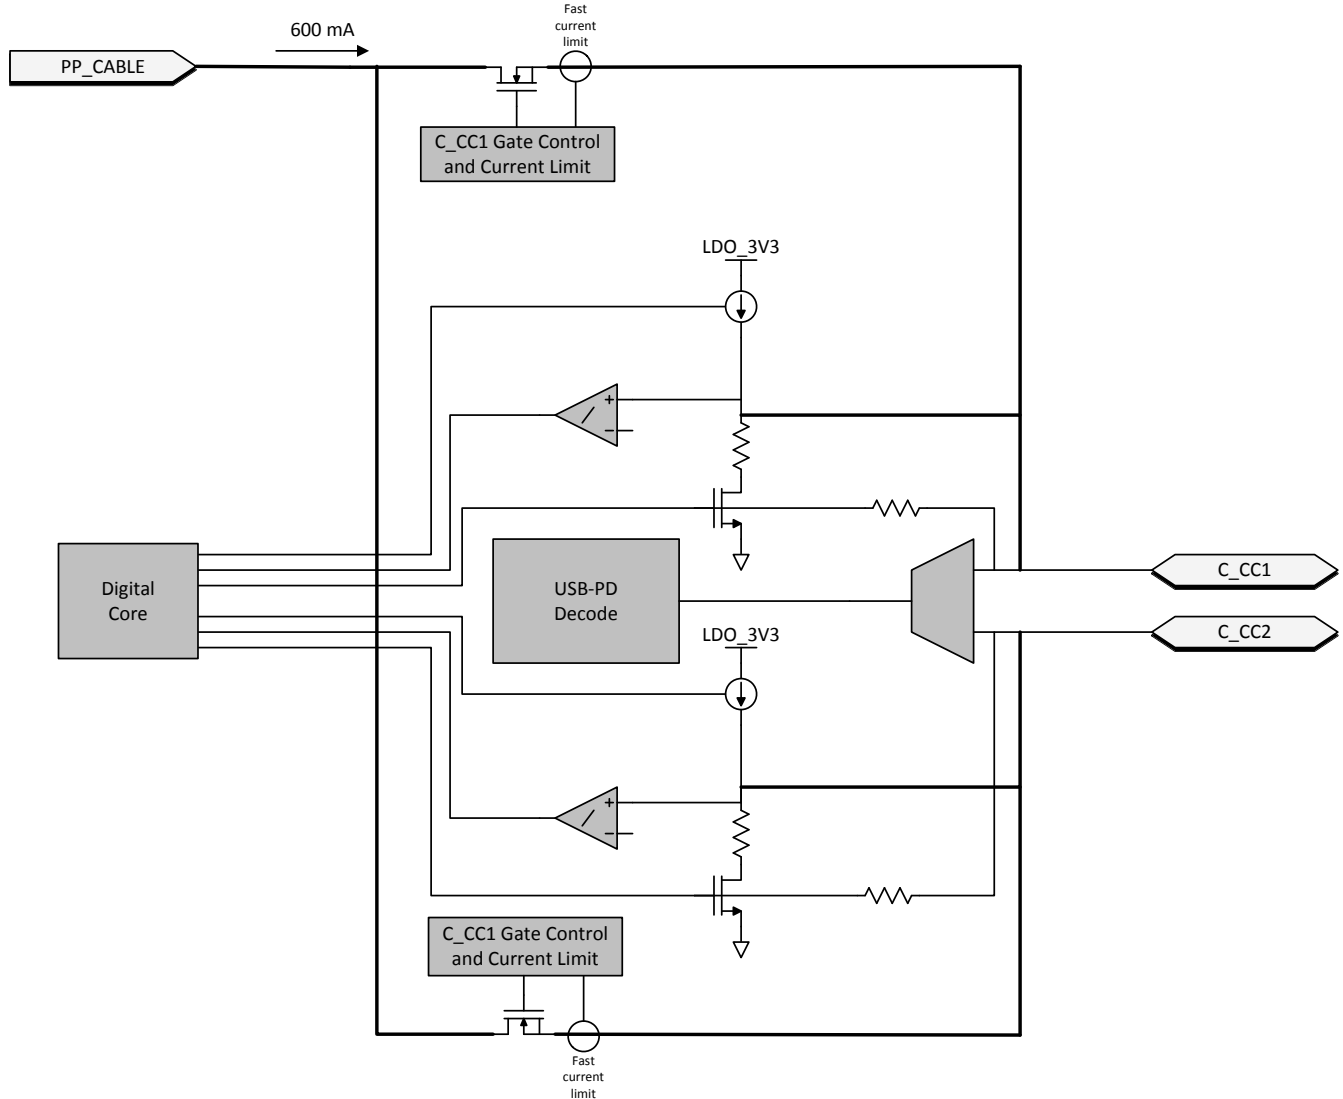 Fast
current
limit
600 mA
PP_CABLE
C_CC1 Gate Control
and Current Limit
LDO_3V3
+
−
Digital
Core
USB-PD
Decode
C_CC1
C_CC2
LDO_3V3
+
−
C_CC1 Gate Control
and Current Limit
Fast
current
limit